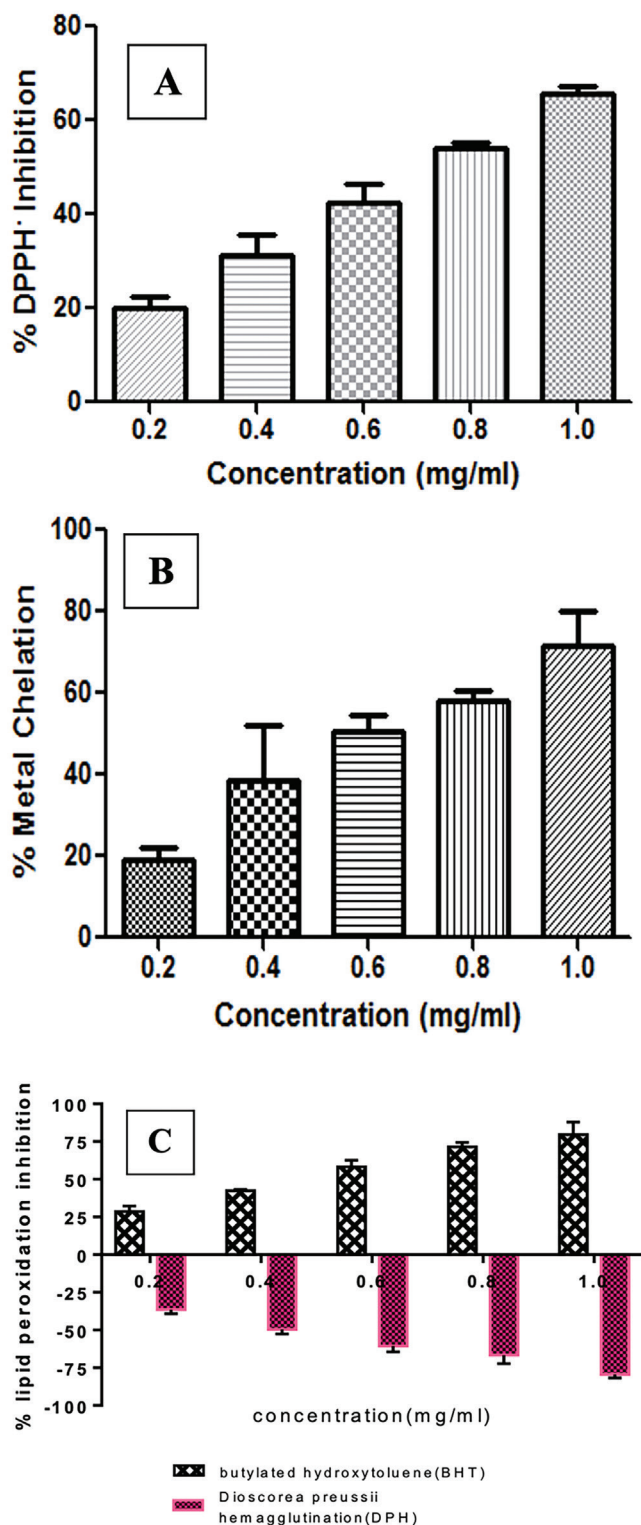 A
% DPPH· Inhibition
80
60
40
20
0
0.2 0.4 0.6 0.8 1.0
Concentration (mg/ml)
B
% Metal Chelation
100
80
60
40
20
0
0.2 0.4 0.6 0.8 1.0
Concentration (mg/ml)
C
% lipid peroxidation inhibition
100
75
50
25
0
-25
-50
-75
-100
0.2 0.4 0.6 0.8 1.0
concentration(mg/ml)
butylated hydroxytoluene(BHT)
Dioscorea preussii
hemagglutination(DPH)